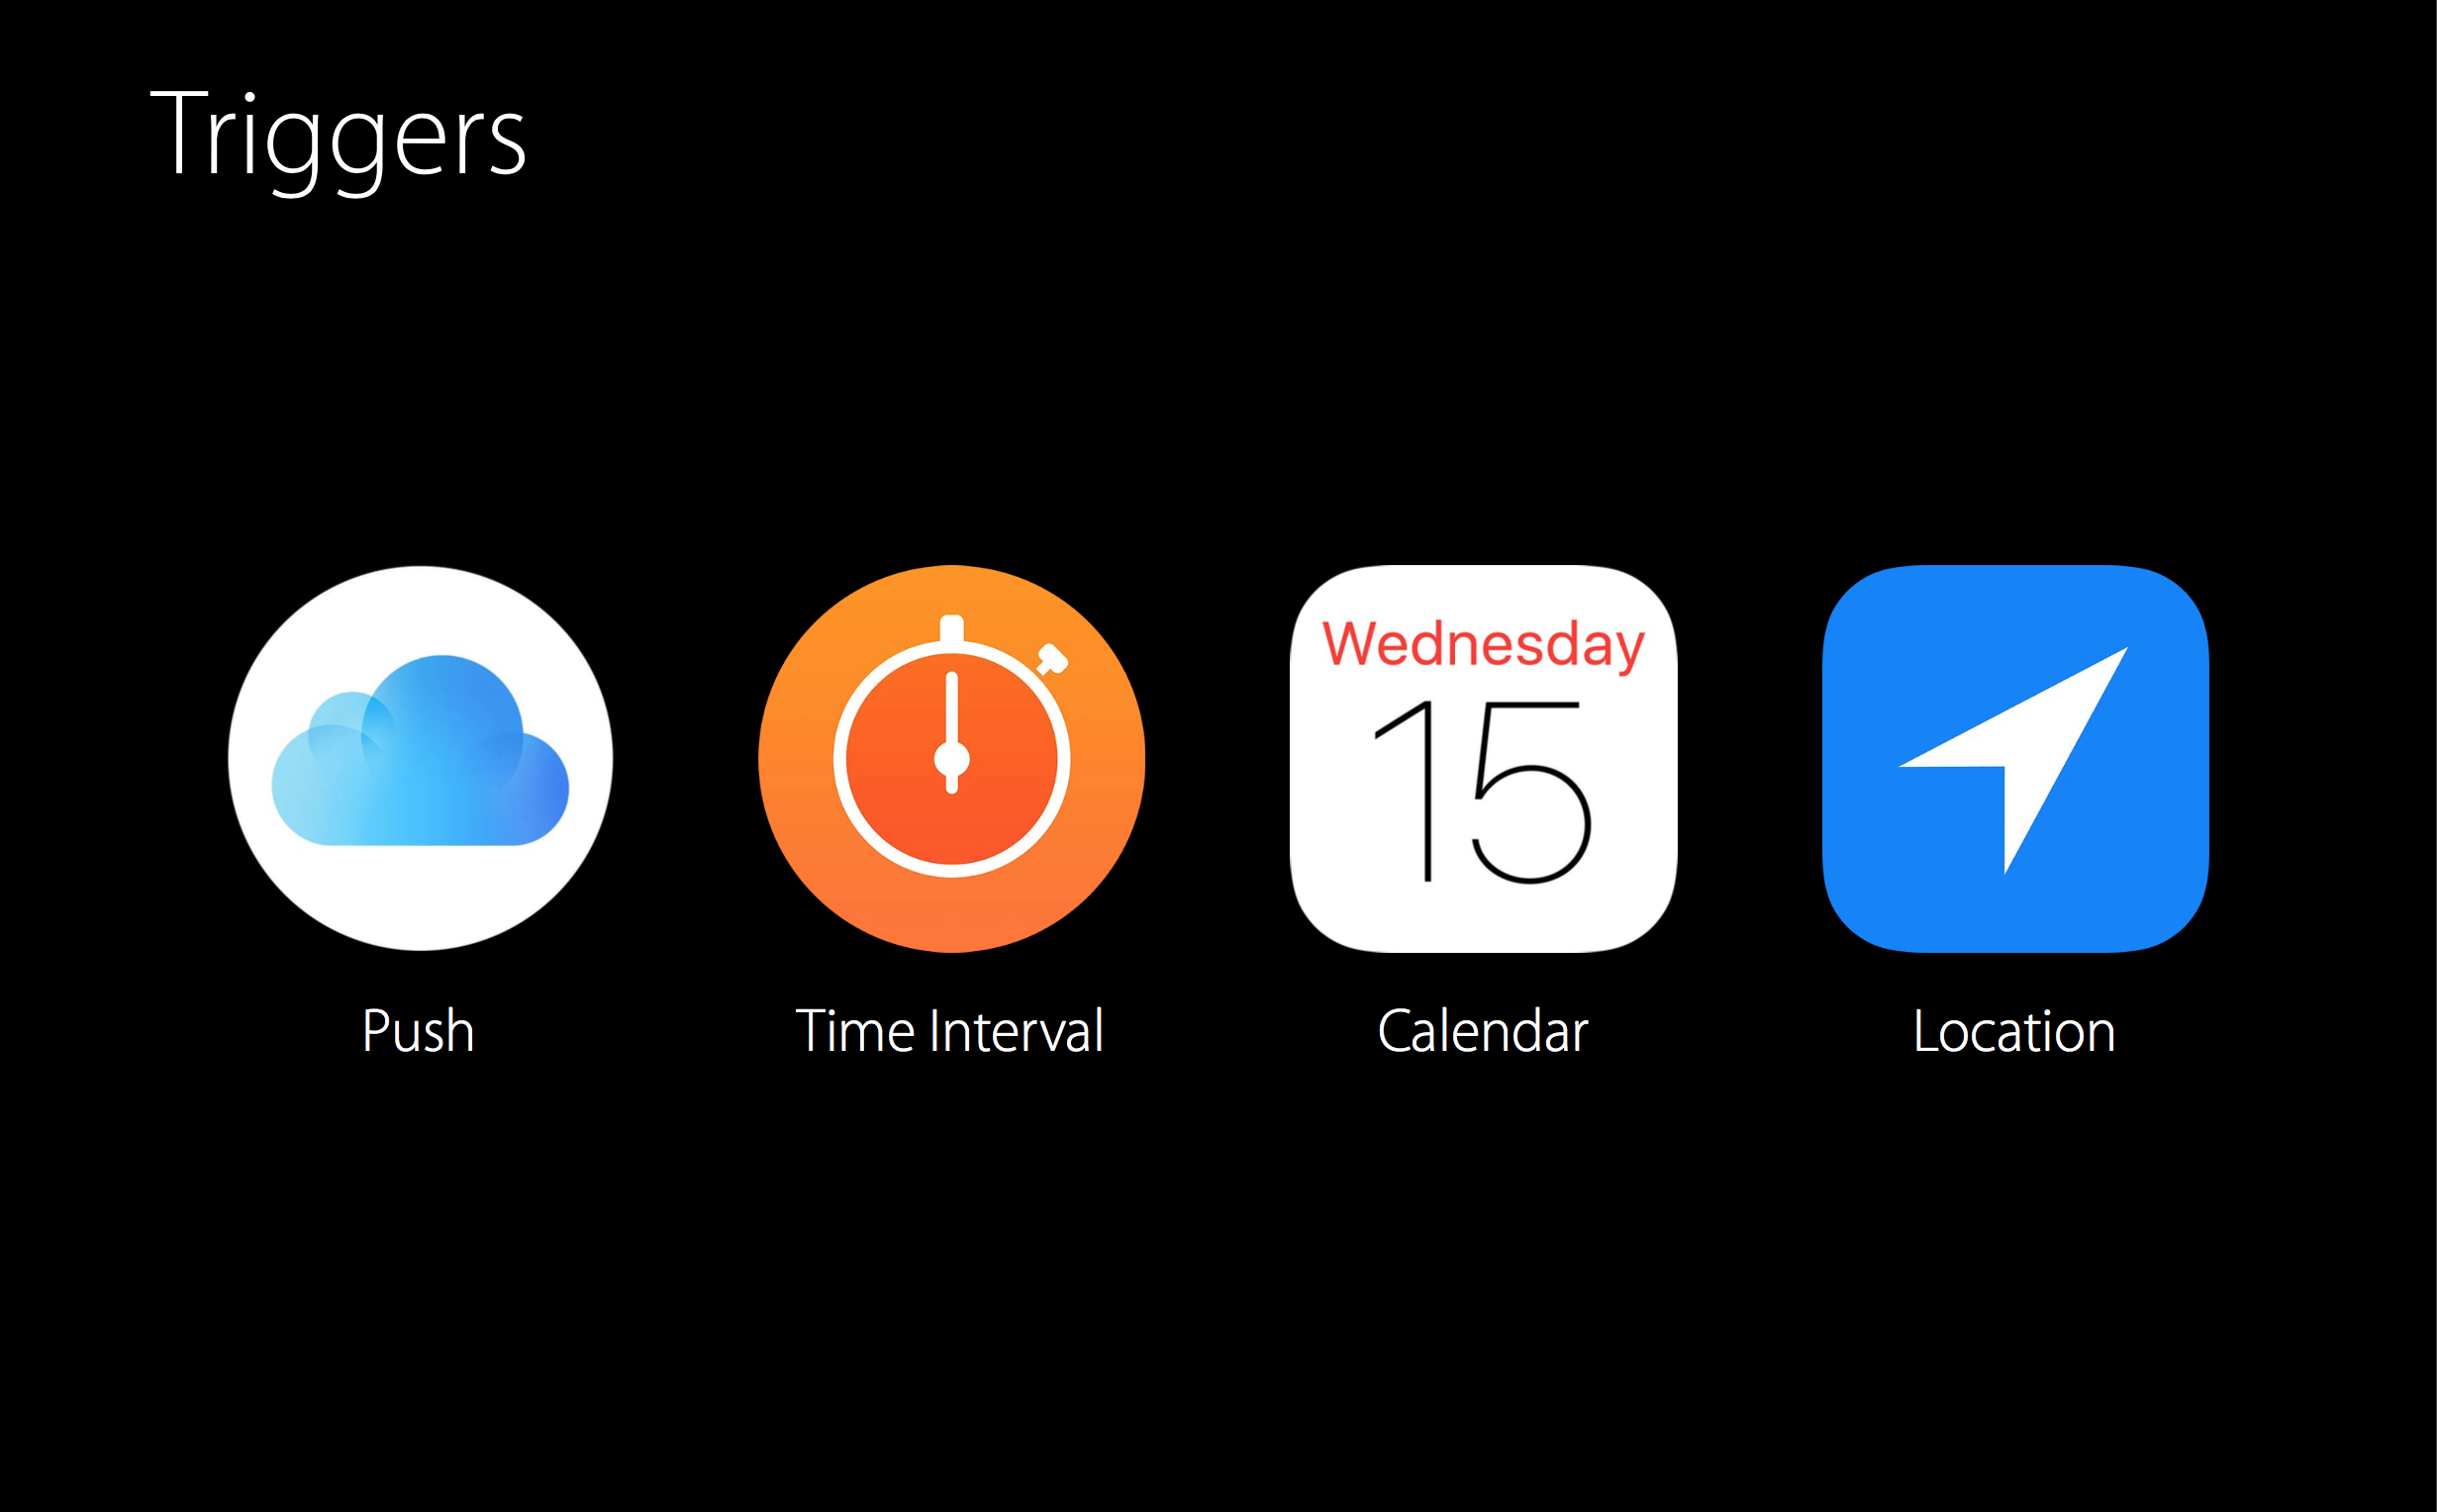 Triggers
Wednesday
15
Push
Time Interval
Calendar
Location